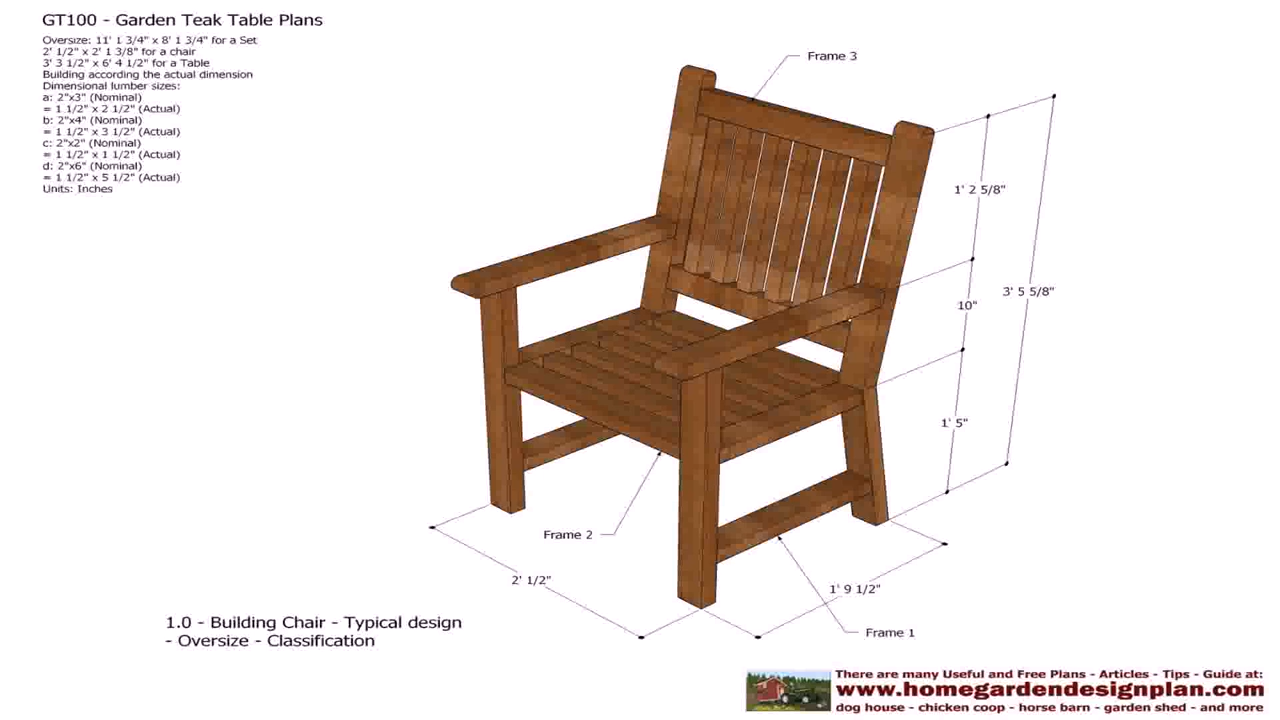 GT100 - Garden Teak Table Plans
Oversize: 11' 1 3/4" x 8' 1 3/4" for a Set
2' 1/2" x 2' 1 3/8" for a chair
3' 3 1/2" x 6' 4 1/2" for a Table
Building according the actual dimension
Dimensional lumber sizes:
a: 2"x3" (Nominal)
= 1 1/2" x 2 1/2" (Actual)
b: 2"x4" (Nominal)
= 1 1/2" x 3 1/2" (Actual)
c: 2"x2" (Nominal)
= 1 1/2" x 1 1/2" (Actual)
d: 2"x6" (Nominal)
= 1 1/2" x 5 1/2" (Actual)
Units: Inches
Frame 3
1' 2 5/8"
3' 5 5/8"
10"
1' 5"
Frame 2
2' 1/2"
1' 9 1/2"
Frame 1
1.0 - Building Chair - Typical design
- Oversize - Classification
There are many Useful and Free Plans - Articles - Tips - Guide at:
www.homegardendesignplan.com
dog house - chicken coop - horse barn - garden shed - and more